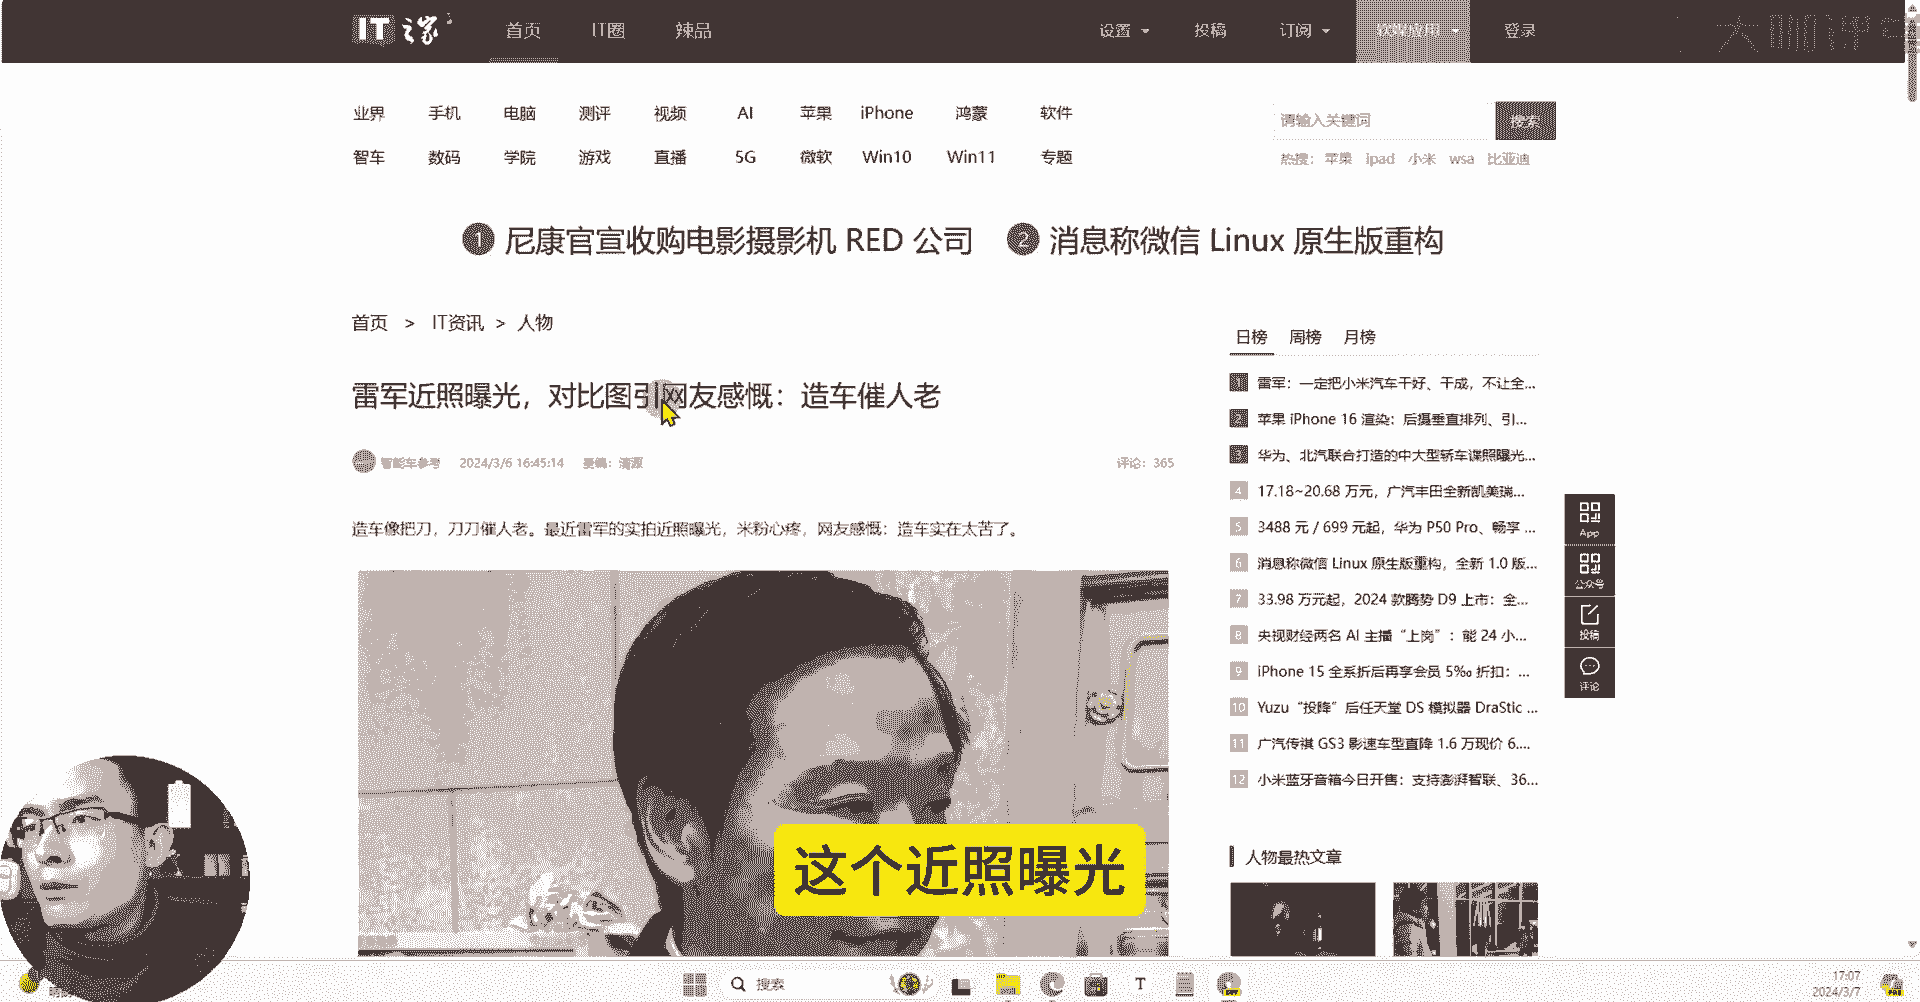 IT之家
首页 IT圈 辣品
设置 投稿 订阅 软媒应用 登录
业界 手机 电脑 测评 视频 AI 苹果 iPhone 鸿蒙 软件
智车 数码 学院 游戏 直播 5G 微软 Win10 Win11 专题
请输入关键词 搜索
热搜: 苹果 ipad 小米 wsa 比亚迪
1 尼康官宣收购电影摄影机 RED 公司 2 消息称微信 Linux 原生版重构
首页 > IT资讯 > 人物
雷军近照曝光，对比图引网友感慨：造车催人老
智能车参考 2024/3/6 16:45:14 责编：清源
评论：365
造车像把刀，刀刀催人老。最近雷军的实拍近照曝光，米粉心疼，网友感慨：造车实在太苦了。
这个近照曝光
日榜 周榜 月榜
1 雷军：一定把小米汽车干好、干成，不让全...
2 苹果 iPhone 16 渲染：后摄垂直排列、引...
3 华为、北汽联合打造的中大型轿车谍照曝光...
4 17.18~20.68 万元，广汽丰田全新凯美瑞...
5 3488 元 / 699 元起，华为 P50 Pro、畅享 ...
6 消息称微信 Linux 原生版重构，全新 1.0 版...
7 33.98 万元起，2024 款腾势 D9 上市：全...
8 央视财经两名 AI 主播“上岗”：能 24 小...
9 iPhone 15 全系折后再享会员 5‰ 折扣：...
10 Yuzu“投降”后任天堂 DS 模拟器 DraStic ...
11 广汽传祺 GS3 影速车型直降 1.6 万现价 6....
12 小米蓝牙音箱今日开售：支持澎湃智联、36...
人物最热文章
App
公众号
投稿
评论
搜索
T
17:07
2024/3/7